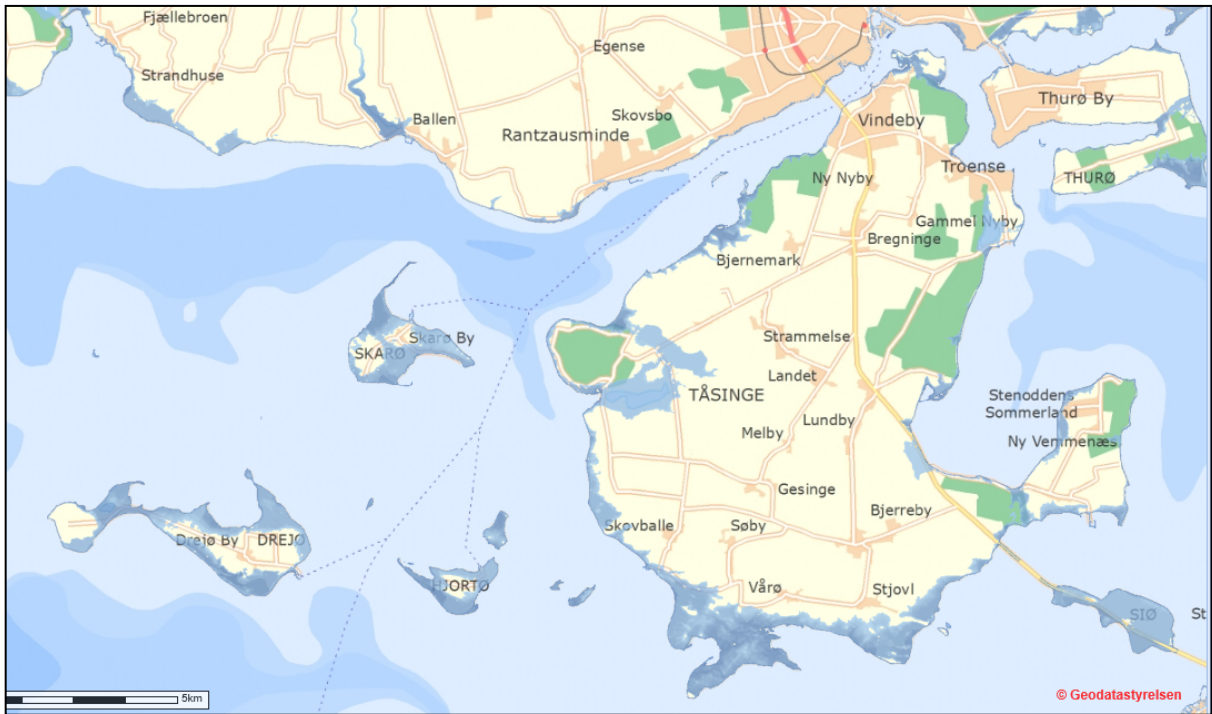 Fjællebroen
Egense
Strandhuse
Thurø By
Ballen
Skovsbo
Vindeby
Rantzausminde
Troense
Ny Nyby
THURØ
Gammel Nyby
Bregninge
Bjernemark
Skarø By
Strammelse
SKARØ
Landet
TÅSINGE
Stenoddens
Sommerland
Lundby
Melby
Ny Vemmenæs
Gesinge
Bjerreby
Skovballe
Søby
Drejø By
DREJØ
HJORTØ
Vårø
Stjovl
SIØ
St
5km
© Geodatastyrelsen